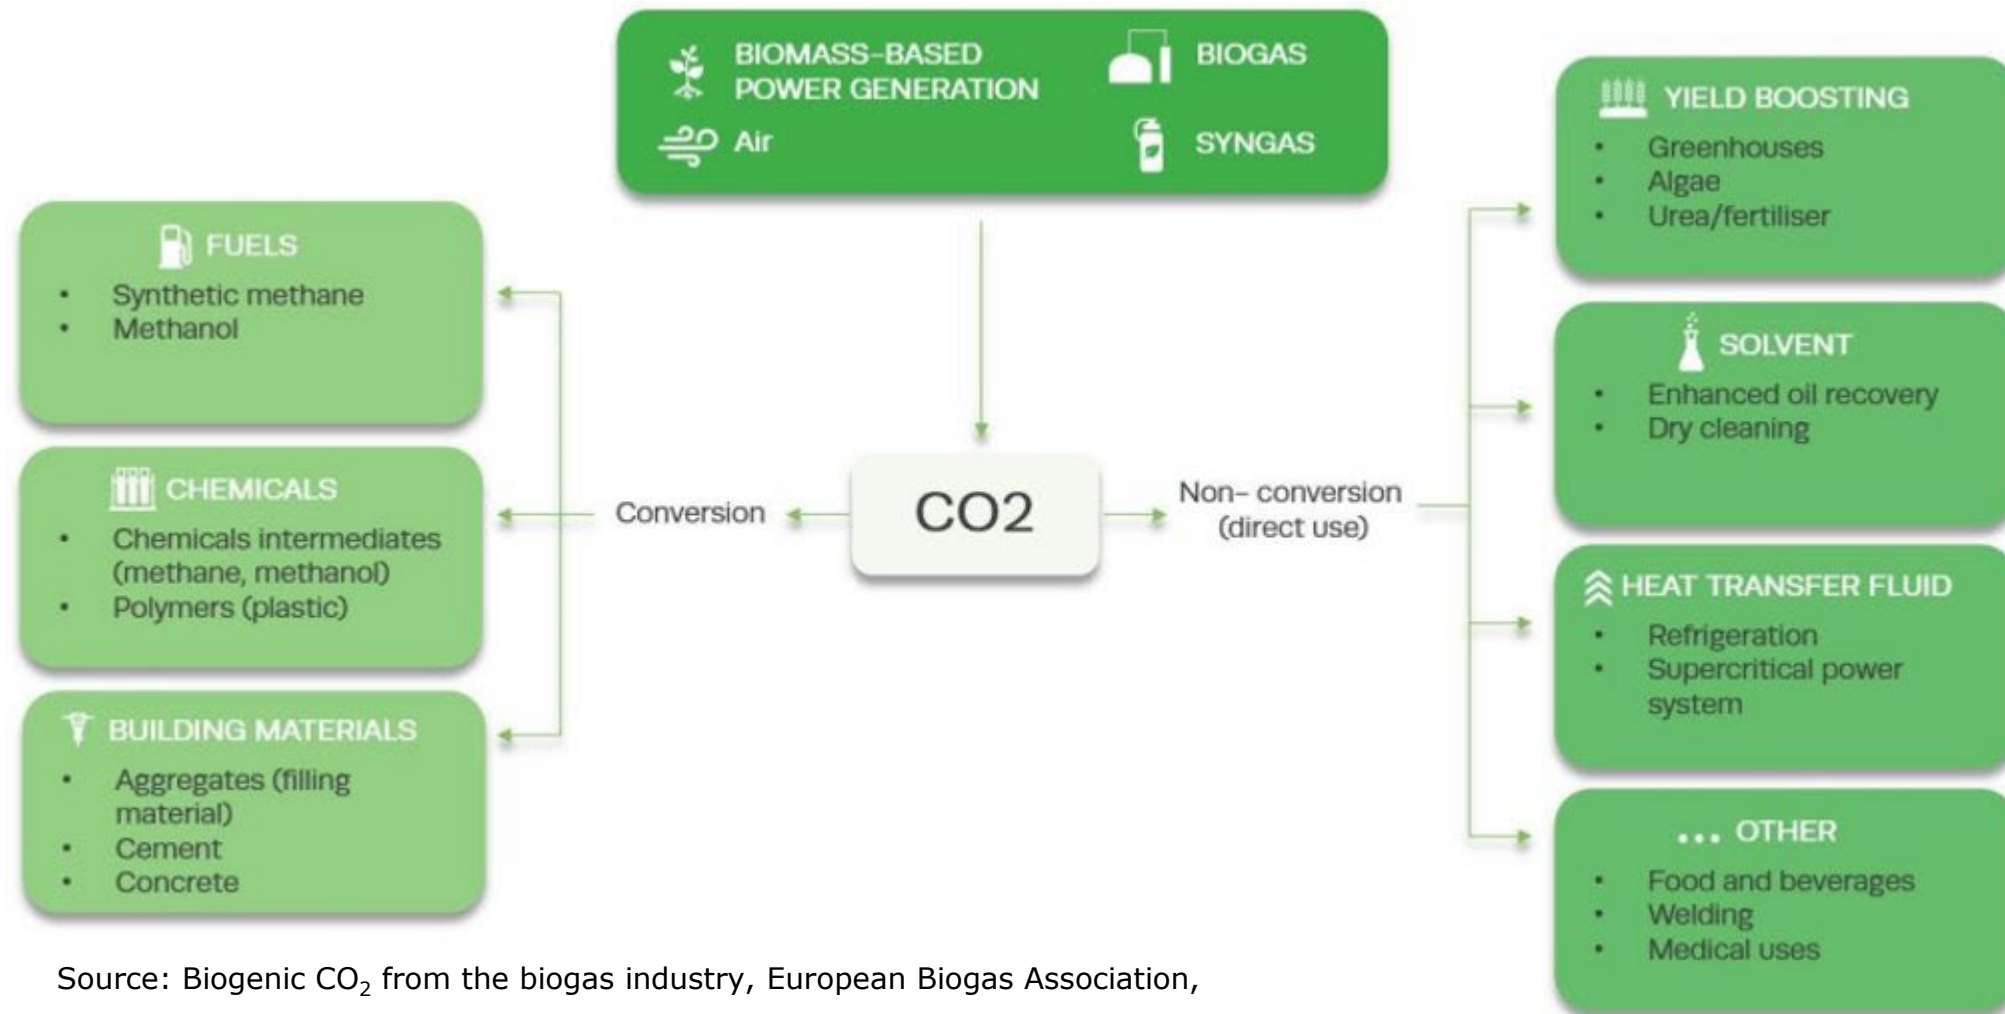 BIOMASS-BASED
POWER GENERATION
Air
BIOGAS
SYNGAS
FUELS
• Synthetic methane
• Methanol
CHEMICALS
• Chemicals intermediates
(methane, methanol)
• Polymers (plastic)
BUILDING MATERIALS
• Aggregates (filling
material)
• Cement
• Concrete
Conversion
CO2
Non- conversion
(direct use)
YIELD BOOSTING
• Greenhouses
• Algae
• Urea/fertiliser
SOLVENT
• Enhanced oil recovery
• Dry cleaning
HEAT TRANSFER FLUID
• Refrigeration
• Supercritical power
system
... OTHER
• Food and beverages
• Welding
• Medical uses
Source: Biogenic CO₂ from the biogas industry, European Biogas Association,